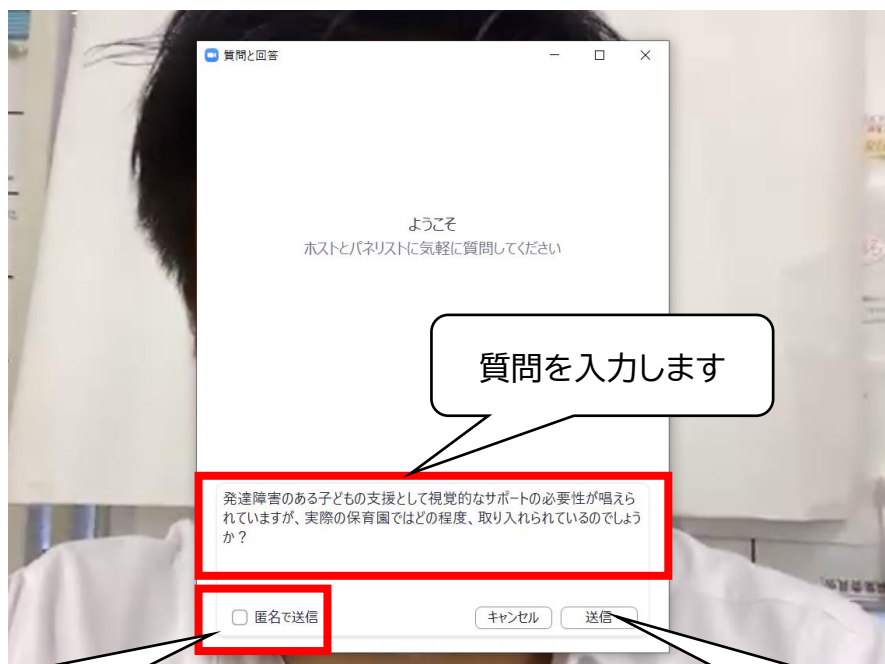 質問と回答
ようこそ
ホストとパネリストに気軽に質問してください
質問を入力します
発達障害のある子どもの支援として視覚的なサポートの必要性が唱えら
れていますが、実際の保育園ではどの程度、取り入れられているのでしょう
か？
匿名で送信
キャンセル
送信